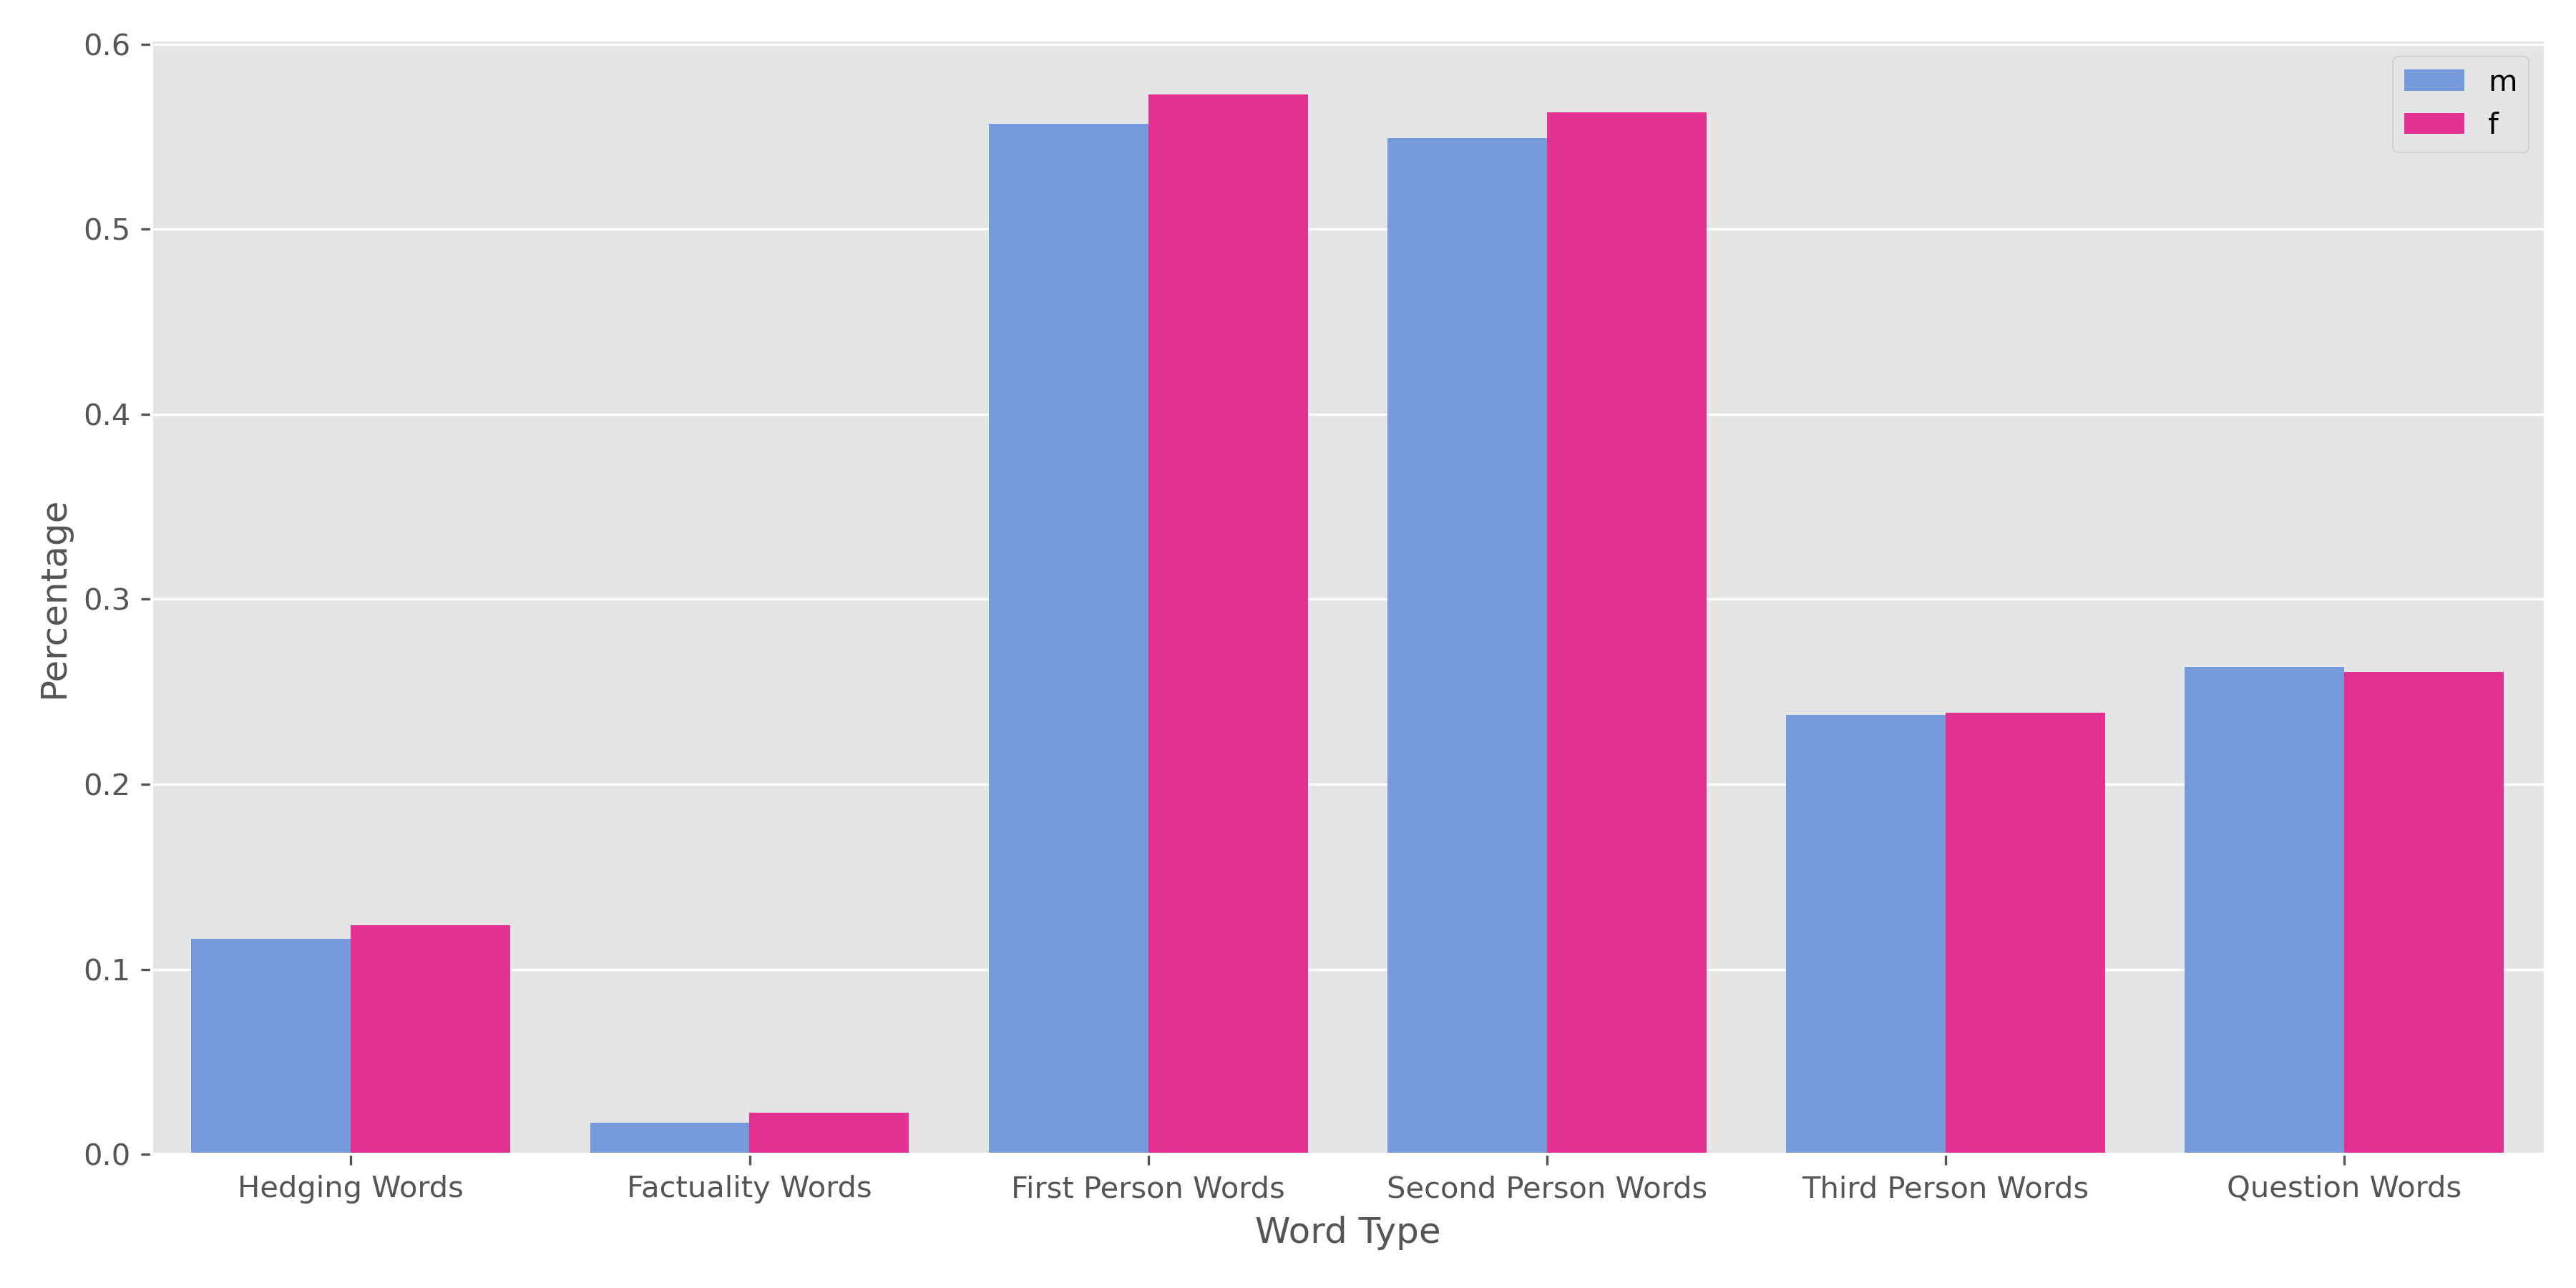 0.6
0.5
0.4
0.3
0.2
0.1
0.0
Percentage
m
f
Hedging Words
Factuality Words
First Person Words
Second Person Words
Third Person Words
Question Words
Word Type